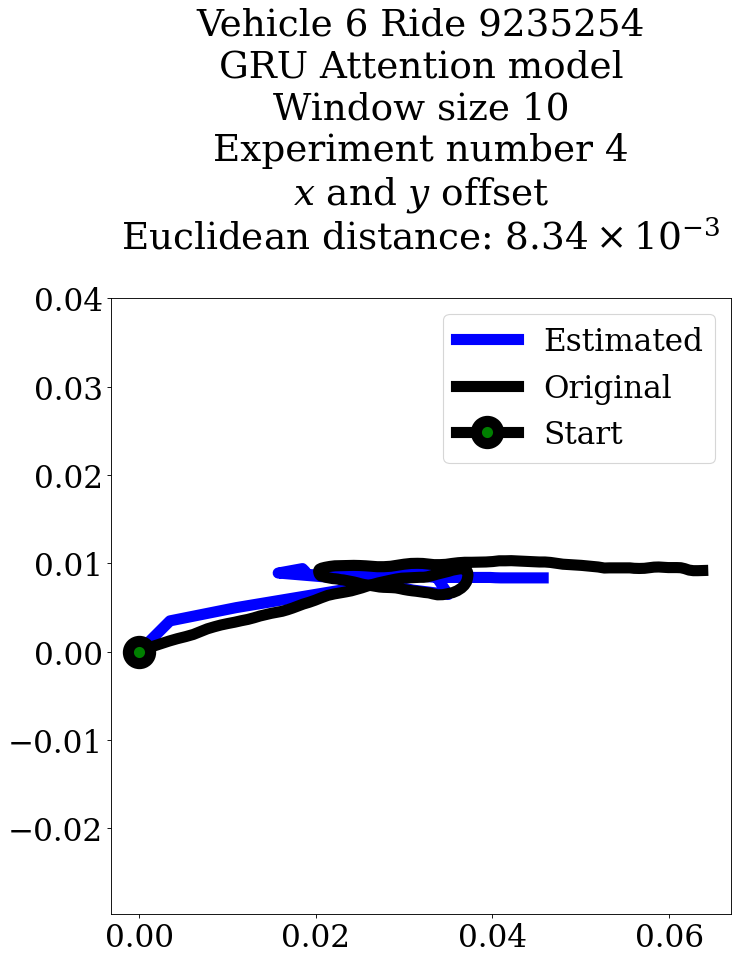 Vehicle 6 Ride 9235254
GRU Attention model
Window size 10
Experiment number 4
x and y offset
Euclidean distance: 8.34 × 10⁻³
0.04
0.03
0.02
0.01
0.00
−0.01
−0.02
Estimated
Original
Start
0.00 0.02 0.04 0.06